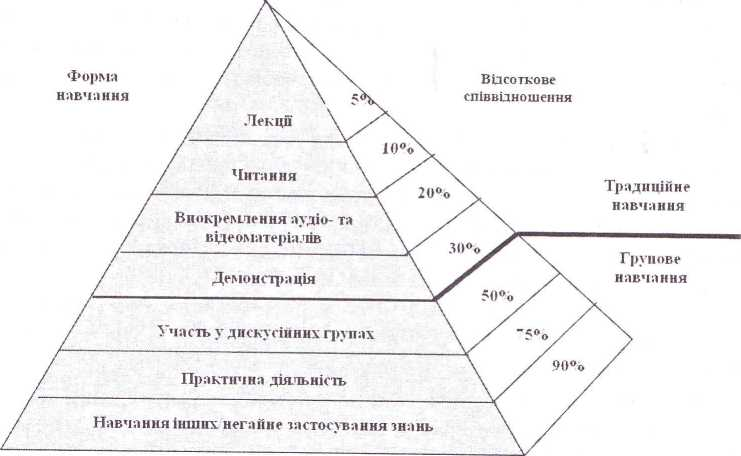 Форма
навчання
Відсоткове
співвідношення
5%
Лекції
10%
Читання
20%
Традиційне
навчання
Виокремлення аудіо- та
відеоматеріалів
30%
Групове
навчання
Демонстрація
50%
Участь у дискусійних групах
75%
Практична діяльність
90%
Навчання інших негайне застосування знань